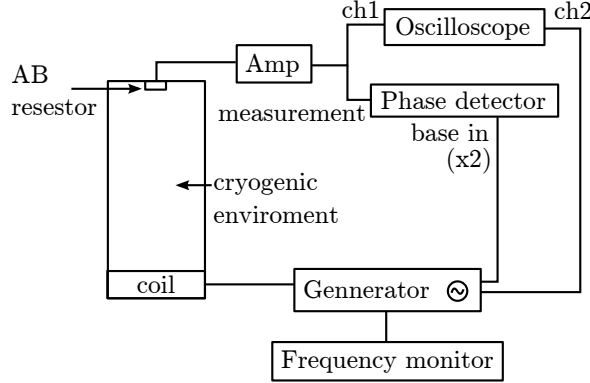 ch1
ch2
Oscilloscope
AB
resestor
Amp
measurement
Phase detector
base in
(x2)
cryogenic
enviroment
coil
Gennerator
Frequency monitor